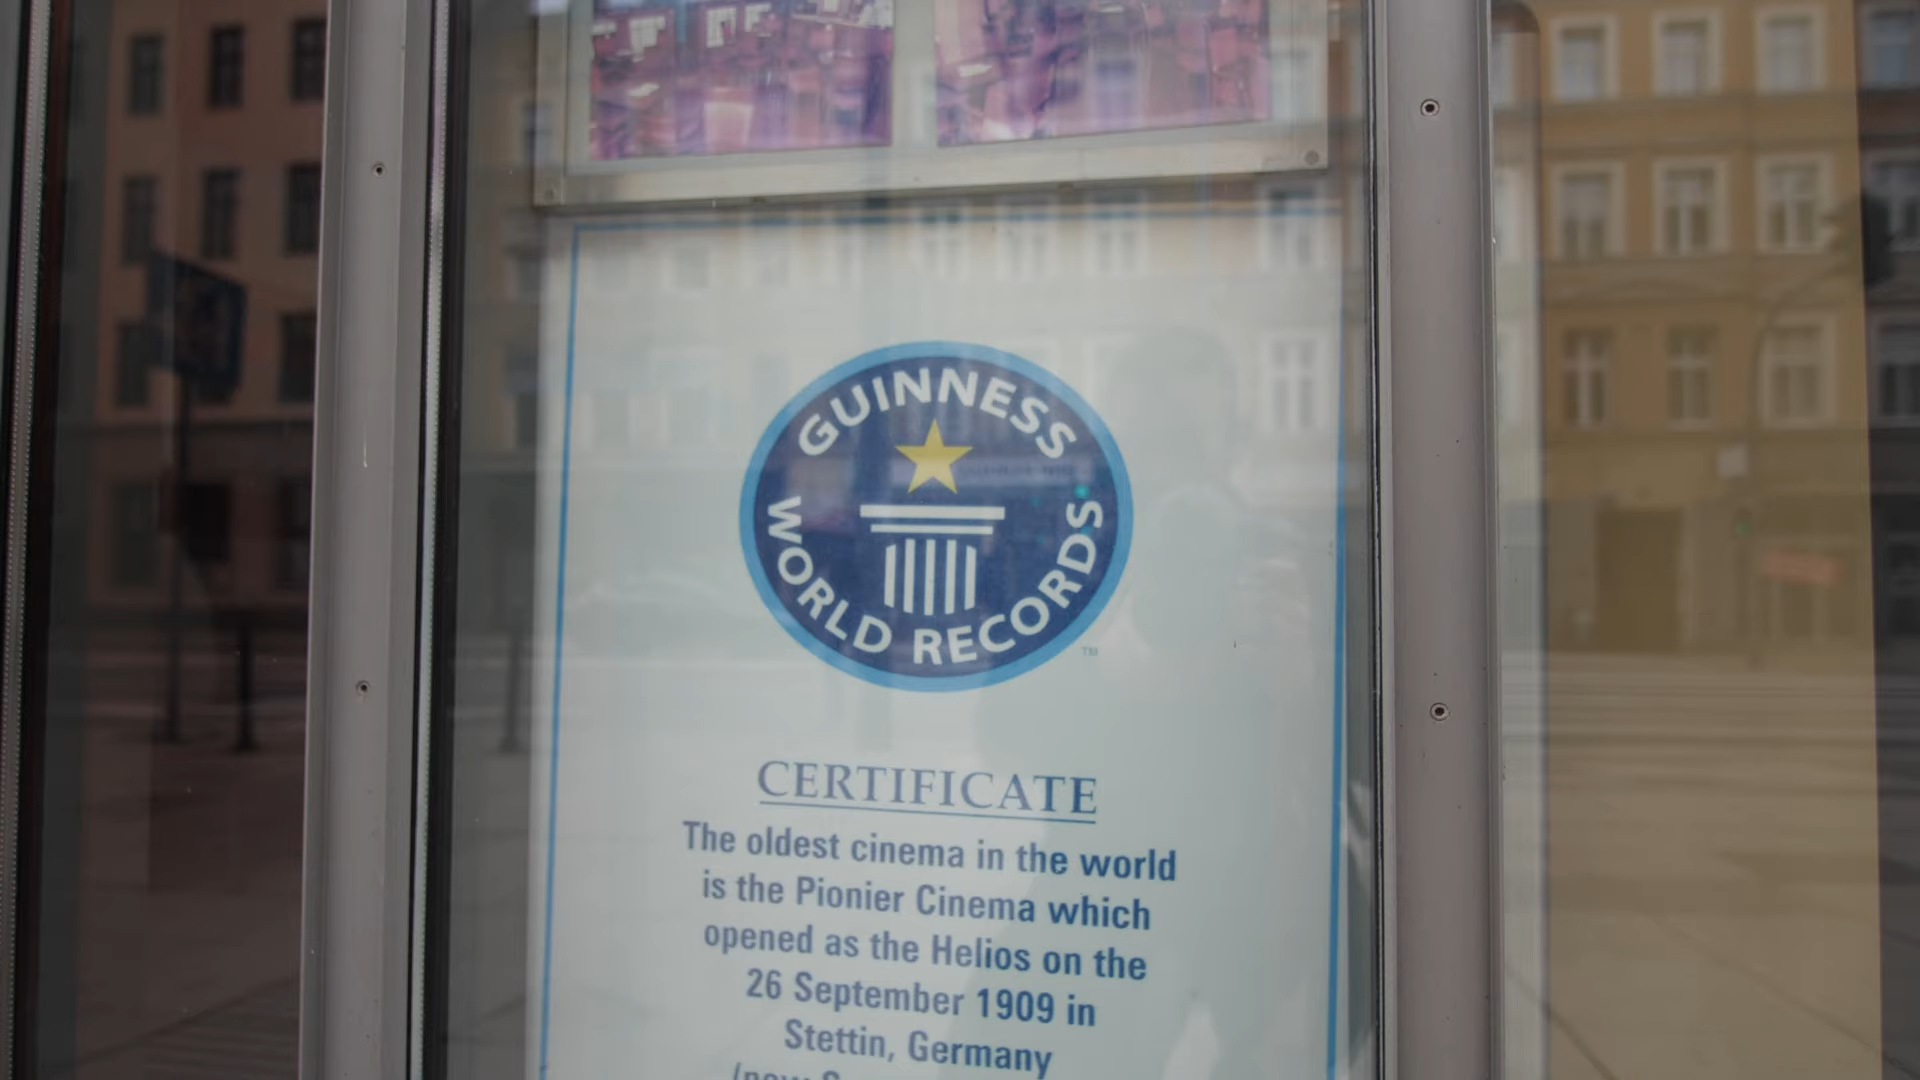 GUINNESS
WORLD RECORDS
TM
CERTIFICATE
The oldest cinema in the world
is the Pionier Cinema which
opened as the Helios on the
26 September 1909 in
Stettin, Germany